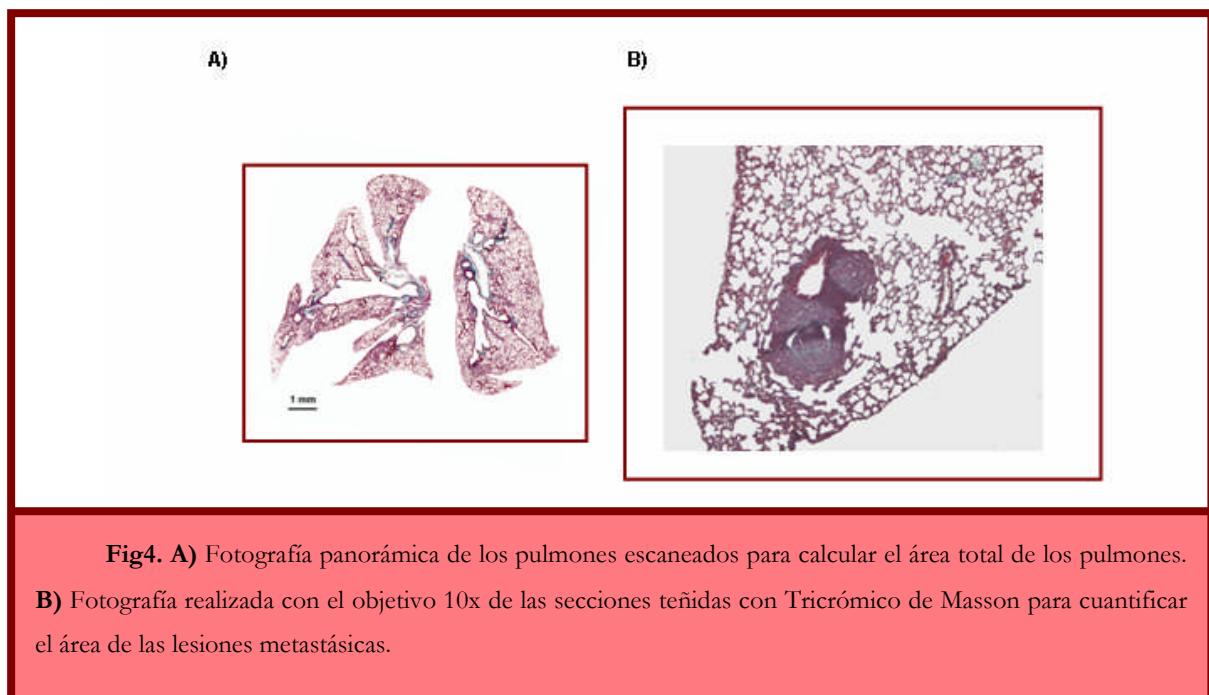 A)
B)
1 mm
Fig4. A) Fotografía panorámica de los pulmones escaneados para calcular el área total de los pulmones.
B) Fotografía realizada con el objetivo 10x de las secciones teñidas con Tricrómico de Masson para cuantificar
el área de las lesiones metastásicas.